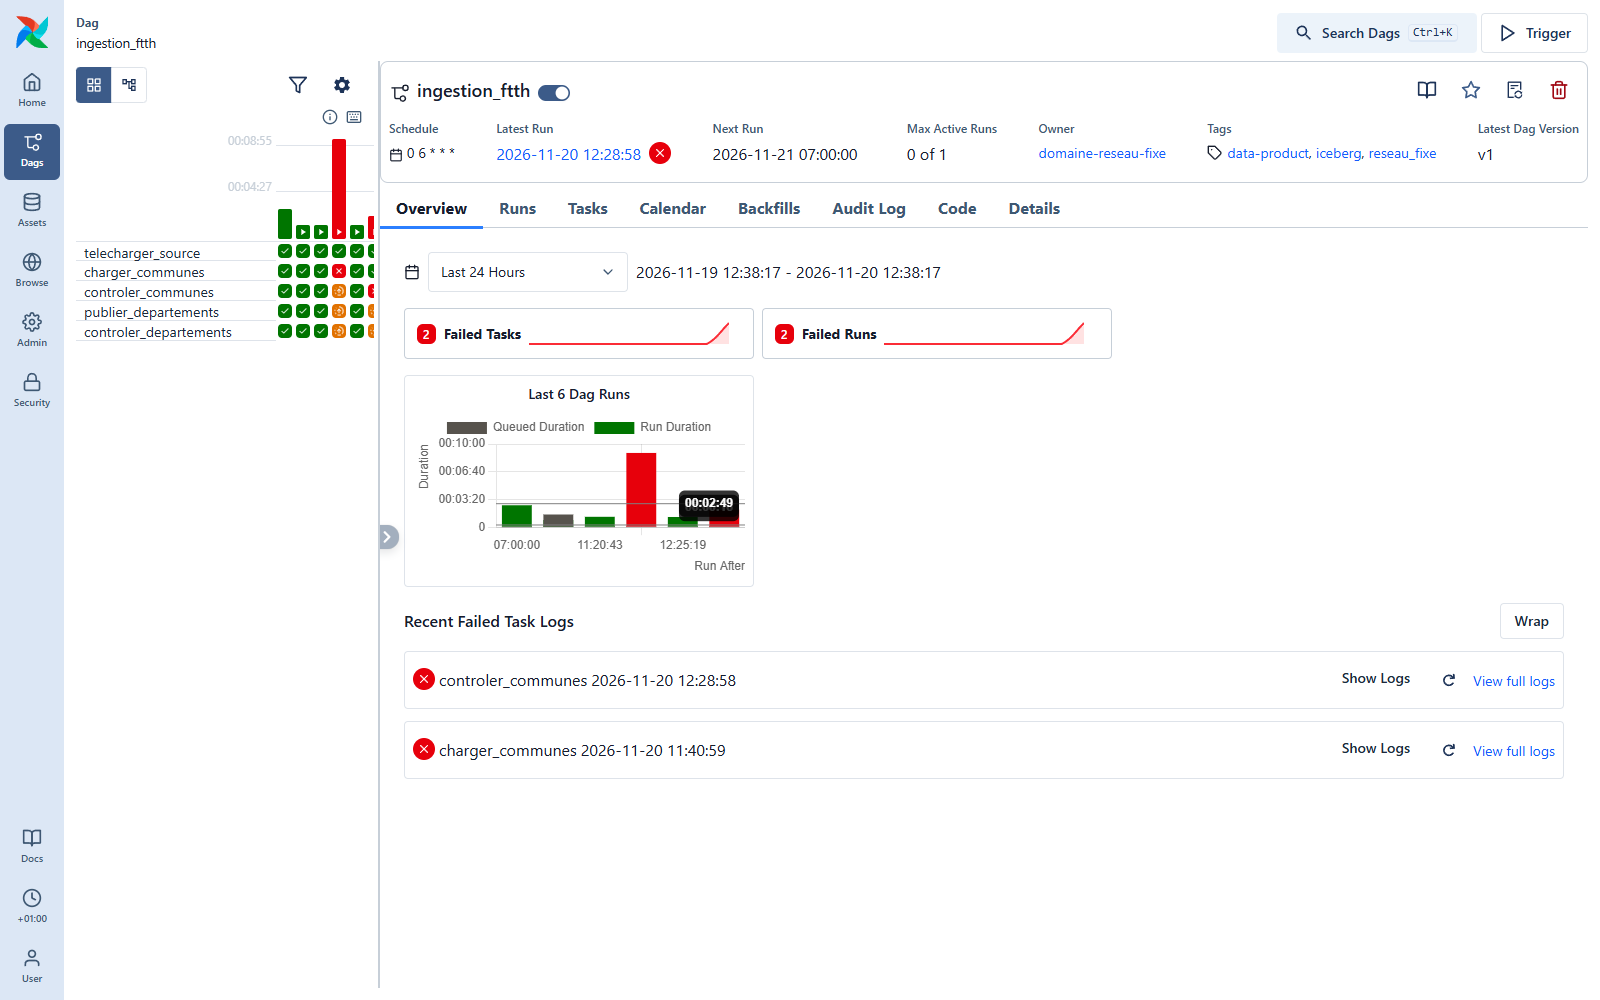 Dag
ingestion_ftth
Search Dags Ctrl+K
Trigger
Home
Dags
Assets
Browse
Admin
Security
Docs
+01:00
User
00:08:55
00:04:27
telecharger_source
charger_communes
controler_communes
publier_departements
controler_departements
ingestion_ftth
Schedule
0 6 * * *
Latest Run
2026-11-20 12:28:58
Next Run
2026-11-21 07:00:00
Max Active Runs
0 of 1
Owner
domaine-reseau-fixe
Tags
data-product, iceberg, reseau_fixe
Latest Dag Version
v1
Overview Runs Tasks Calendar Backfills Audit Log Code Details
Last 24 Hours
2026-11-19 12:38:17 - 2026-11-20 12:38:17
2 Failed Tasks
2 Failed Runs
Last 6 Dag Runs
Queued Duration Run Duration
Duration
00:10:00
00:06:40
00:03:20
0
00:02:49
07:00:00 11:20:43 12:25:19
Run After
Recent Failed Task Logs
Wrap
controler_communes 2026-11-20 12:28:58
Show Logs
View full logs
charger_communes 2026-11-20 11:40:59
Show Logs
View full logs